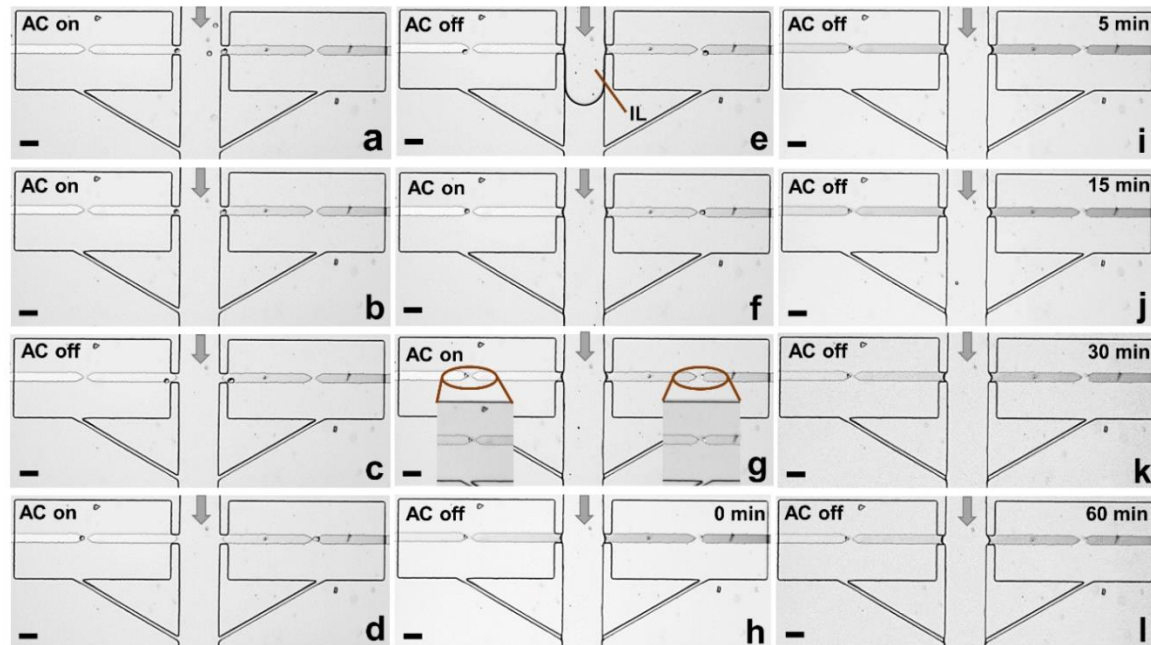 AC on
a
AC off
IL
e
AC off
5 min
i
AC on
b
AC on
f
AC off
15 min
j
AC off
c
AC on
g
AC off
30 min
k
AC on
d
AC off
0 min
h
AC off
60 min
l